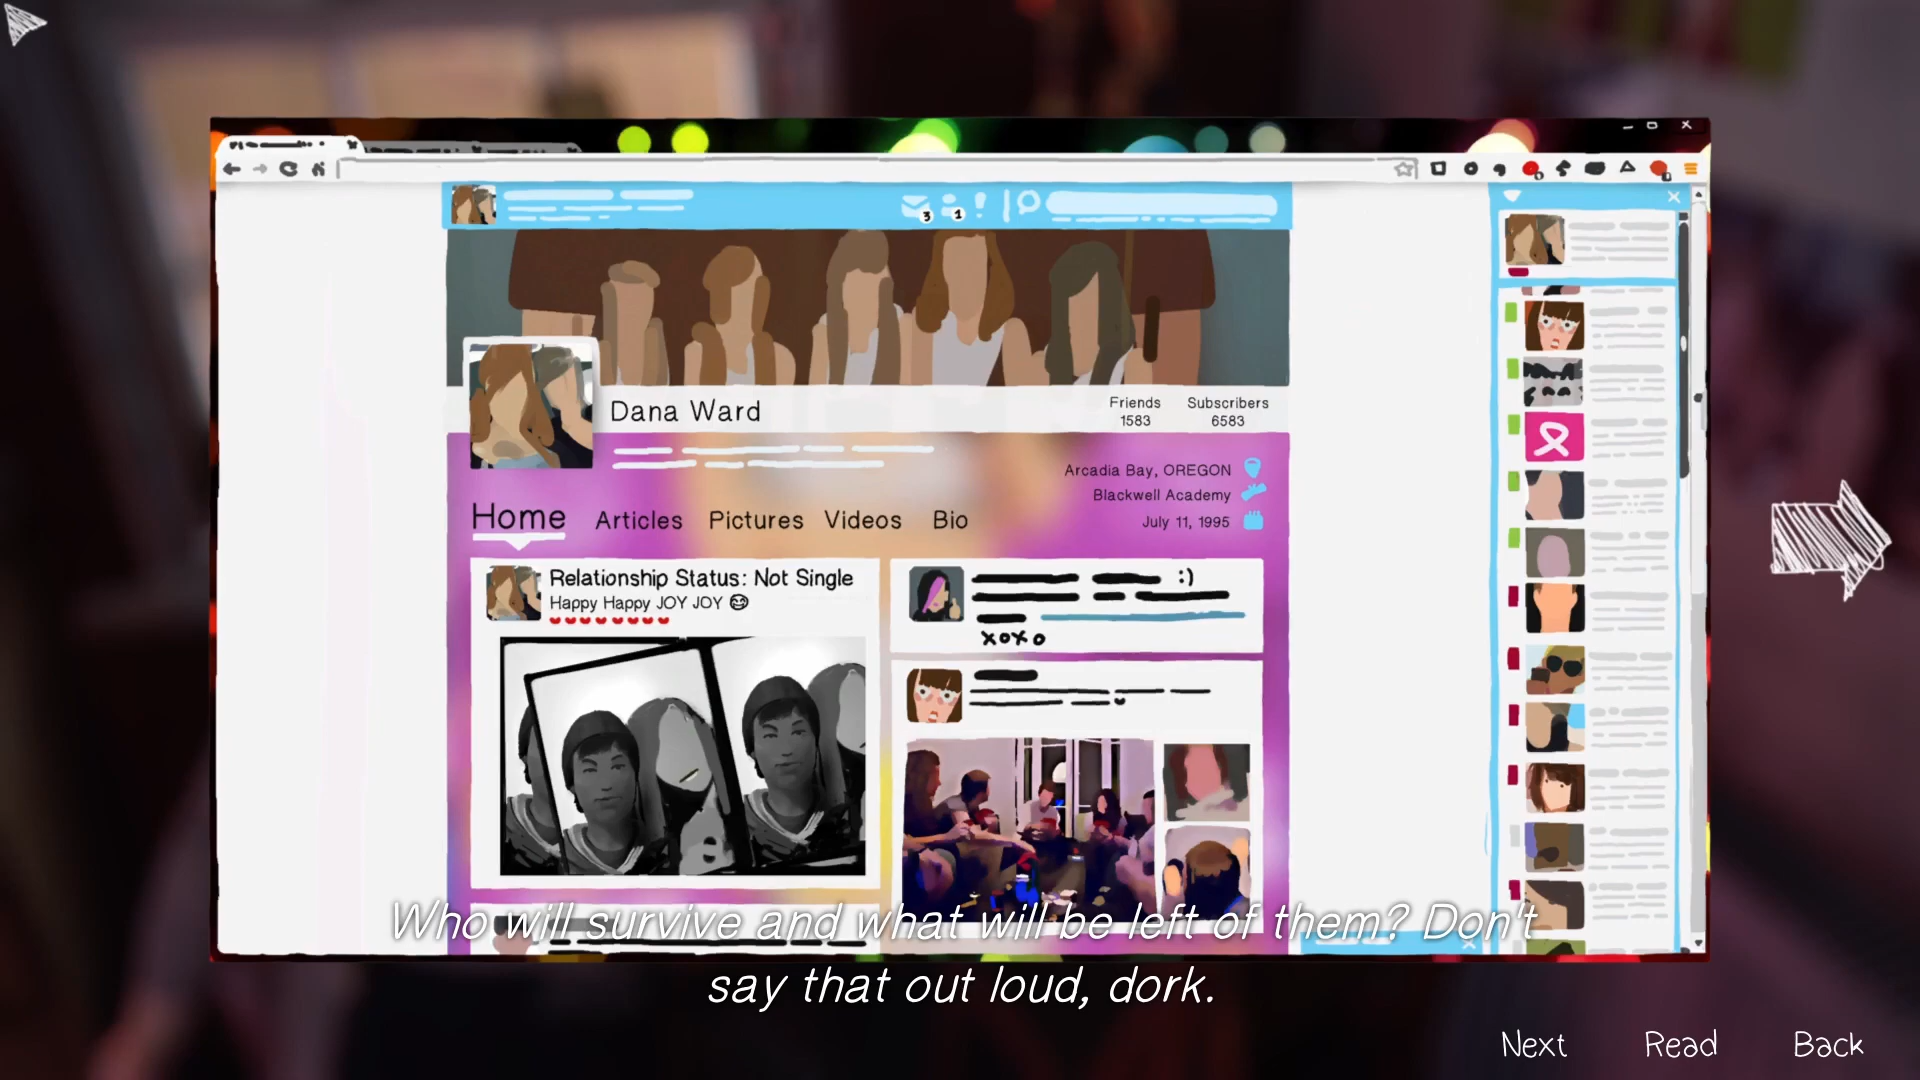 3
1
Dana Ward
Friends
1583
Subscribers
6583
Arcadia Bay, OREGON
Blackwell Academy
July 11, 1995
Home
Articles
Pictures
Videos
Bio
Relationship Status: Not Single
Happy Happy JOY JOY 😊
:)
xoxo
Who will survive and what will be left of them? Don't
say that out loud, dork.
Next
Read
Back